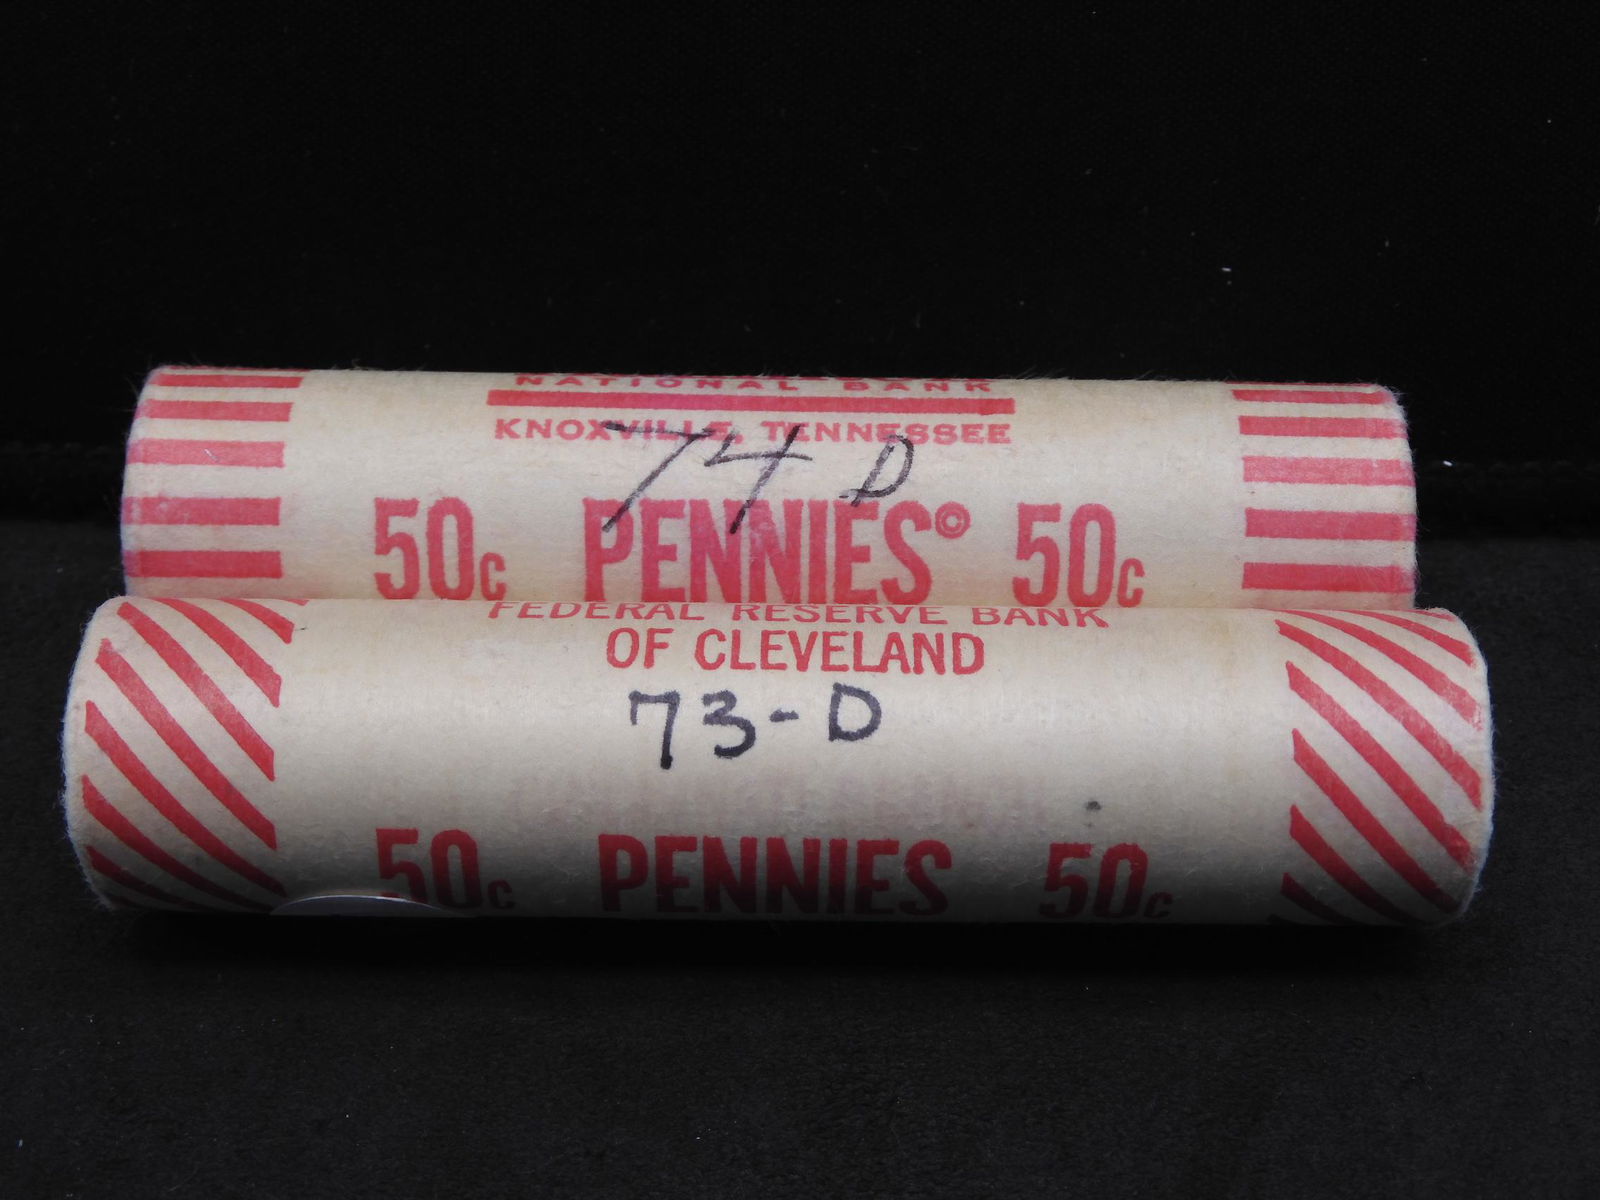 NATIONAL BANK
KNOXVILLE, TENNESSEE
74 D
50c PENNIES© 50c
FEDERAL RESERVE BANK
OF CLEVELAND
73-D
50c PENNIES 50c